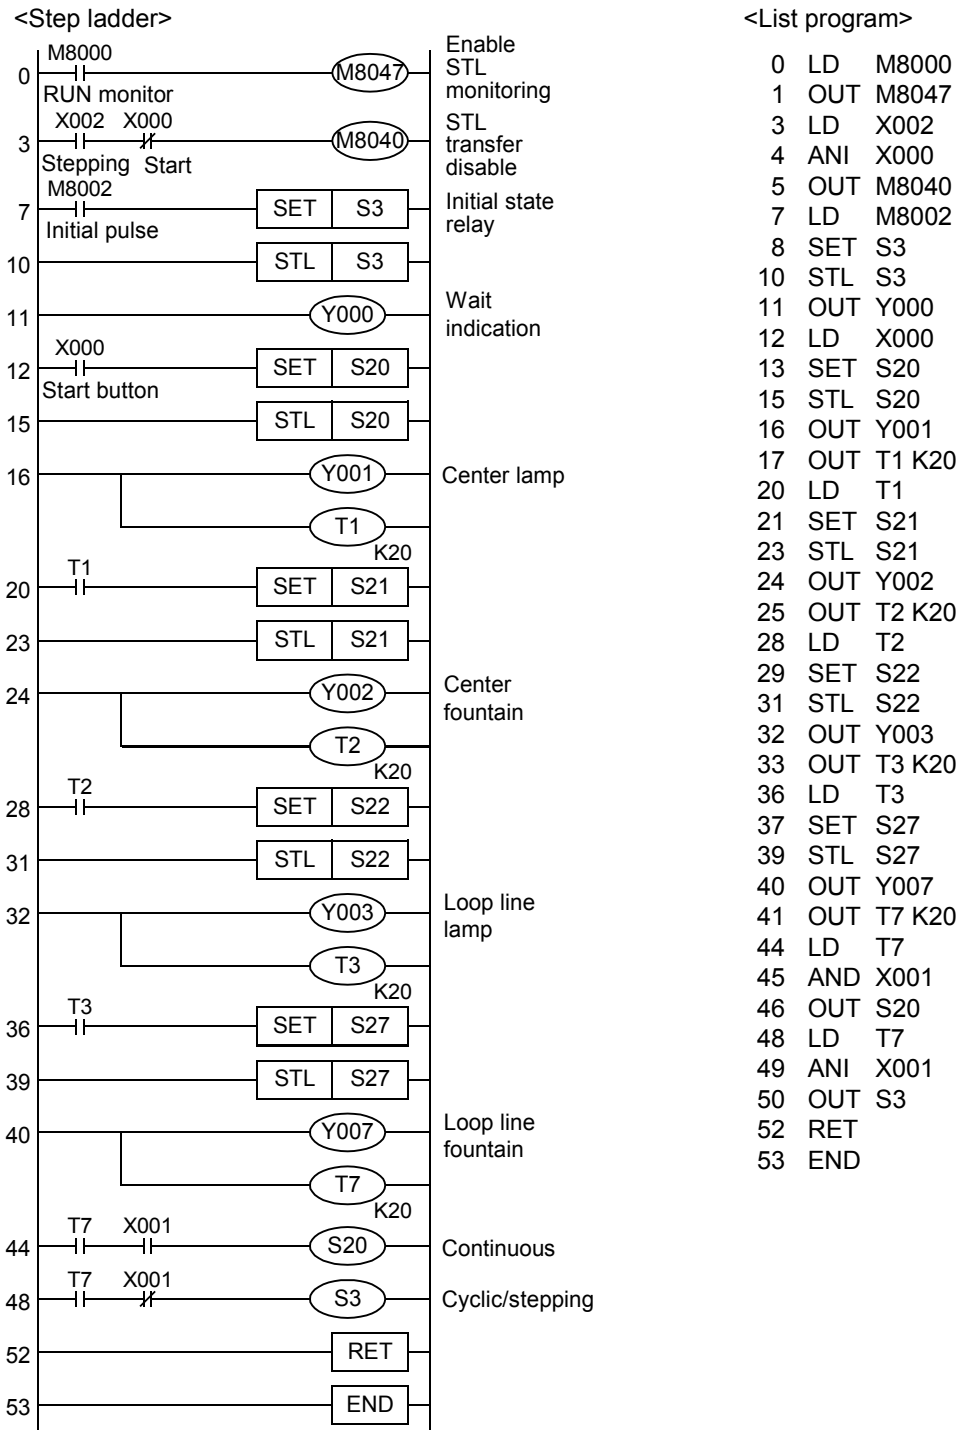 <Step ladder>
M8000
0
M8047
Enable
STL
monitoring
RUN monitor
X002 X000
3
M8040
STL
transfer
disable
Stepping Start
M8002
7
SET S3
Initial state
relay
Initial pulse
10
STL S3
11
Y000
Wait
indication
X000
12
SET S20
Start button
15
STL S20
16
Y001
Center lamp
T1
K20
T1
20
SET S21
23
STL S21
24
Y002
Center
fountain
T2
K20
T2
28
SET S22
31
STL S22
32
Y003
Loop line
lamp
T3
K20
T3
36
SET S27
39
STL S27
40
Y007
Loop line
fountain
T7
K20
T7 X001
44
S20
Continuous
T7 X001
48
S3
Cyclic/stepping
52
RET
53
END
<List program>
0 LD M8000
1 OUT M8047
3 LD X002
4 ANI X000
5 OUT M8040
7 LD M8002
8 SET S3
10 STL S3
11 OUT Y000
12 LD X000
13 SET S20
15 STL S20
16 OUT Y001
17 OUT T1 K20
20 LD T1
21 SET S21
23 STL S21
24 OUT Y002
25 OUT T2 K20
28 LD T2
29 SET S22
31 STL S22
32 OUT Y003
33 OUT T3 K20
36 LD T3
37 SET S27
39 STL S27
40 OUT Y007
41 OUT T7 K20
44 LD T7
45 AND X001
46 OUT S20
48 LD T7
49 ANI X001
50 OUT S3
52 RET
53 END